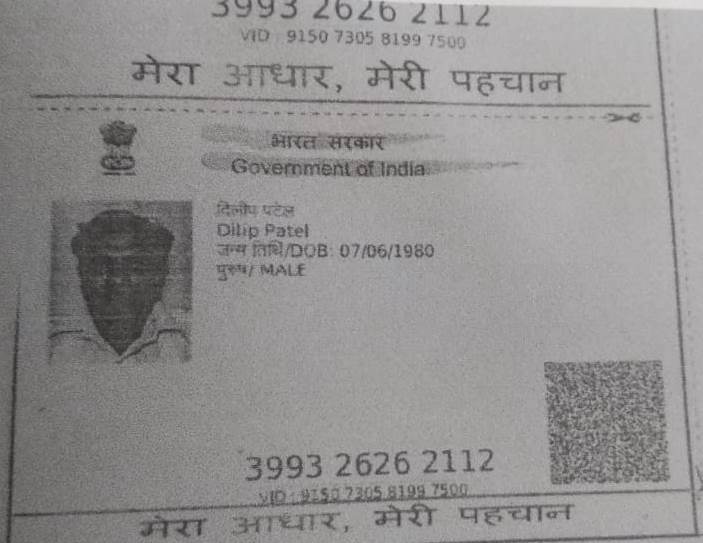 3993 2626 2112
VID : 9150 7305 8199 7500
मेरा आधार, मेरी पहचान
भारत सरकार
Government of India
दिलीप पटेल
Dilip Patel
जन्म तिथि/DOB: 07/06/1980
पुरुष/ MALE
3993 2626 2112
VID : 9150 7305 8199 7500
मेरा आधार, मेरी पहचान